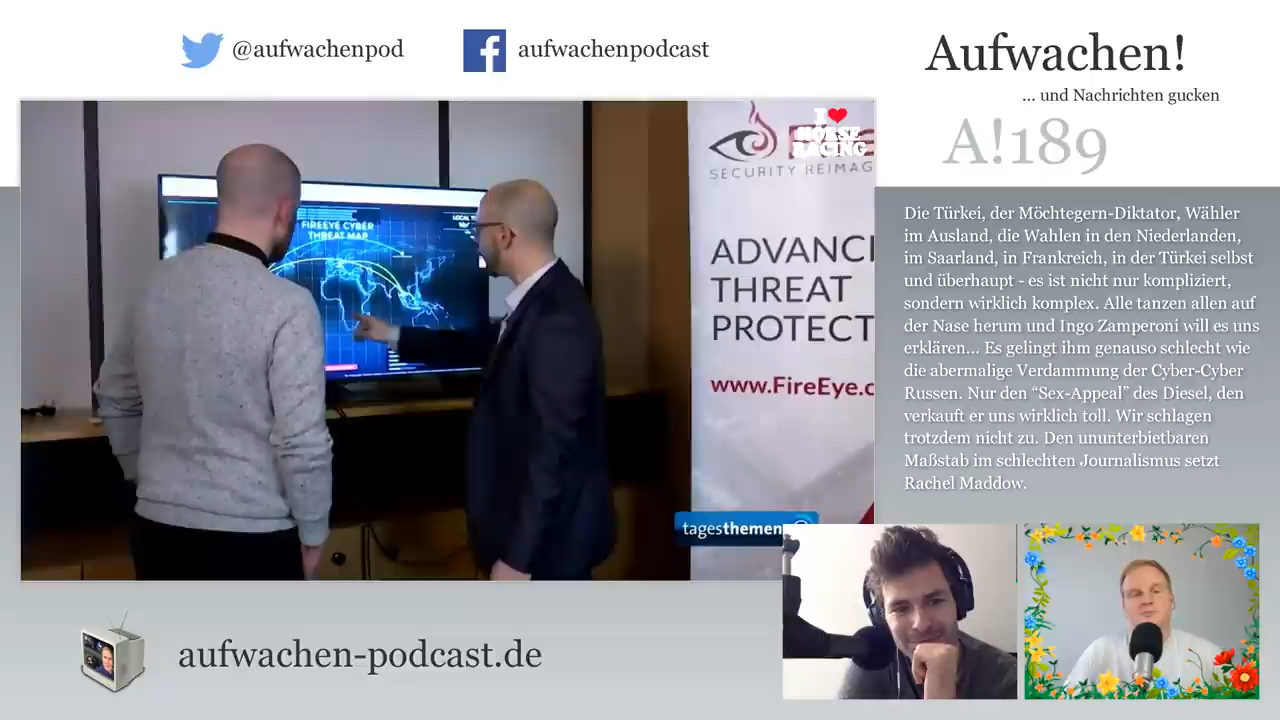 @aufwachenpod
aufwachenpodcast
Aufwachen!
... und Nachrichten gucken
A!189
I
HORSE
RACING
SECURITY REIMAG
FIREEYE CYBER
THREAT MAP
ADVANC
THREAT
PROTECT
www.FireEye.c
tagesthemen
Die Türkei, der Möchtegern-Diktator, Wähler
im Ausland, die Wahlen in den Niederlanden,
im Saarland, in Frankreich, in der Türkei selbst
und überhaupt - es ist nicht nur kompliziert,
sondern wirklich komplex. Alle tanzen allen auf
der Nase herum und Ingo Zamperoni will es uns
erklären... Es gelingt ihm genauso schlecht wie
die abermalige Verdammung der Cyber-Cyber
Russen. Nur den “Sex-Appeal” des Diesel, den
verkauft er uns wirklich toll. Wir schlagen
trotzdem nicht zu. Den ununterbietbaren
Maßstab im schlechten Journalismus setzt
Rachel Maddow.
aufwachen-podcast.de